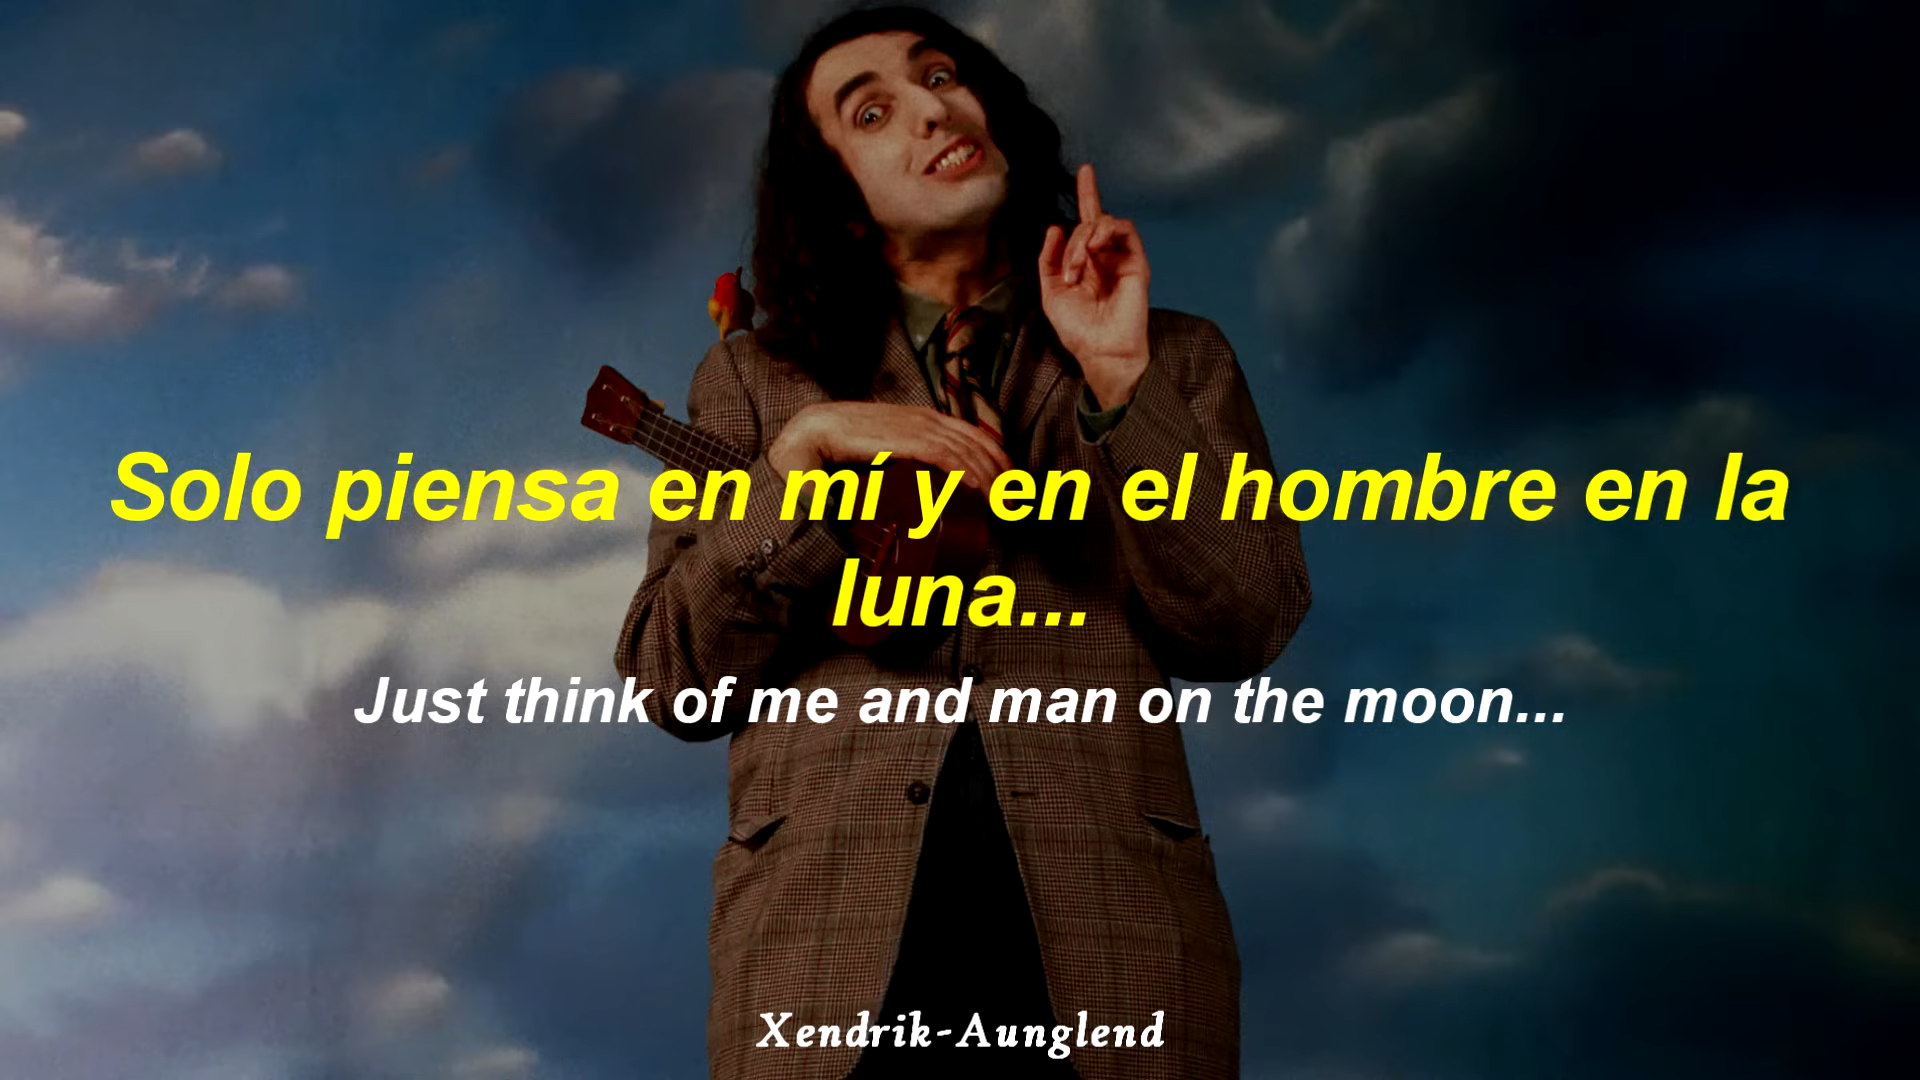 Solo piensa en mí y en el hombre en la
luna...
Just think of me and man on the moon...
Xendrik-Aunglend